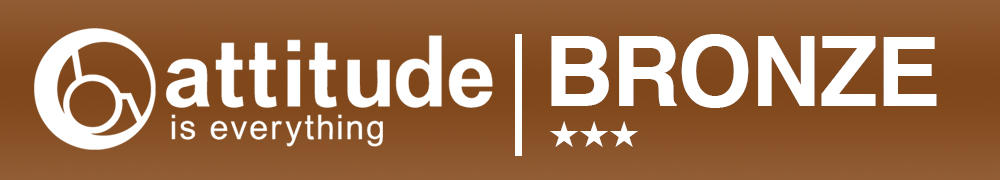 attitude
is everything
BRONZE
★★★